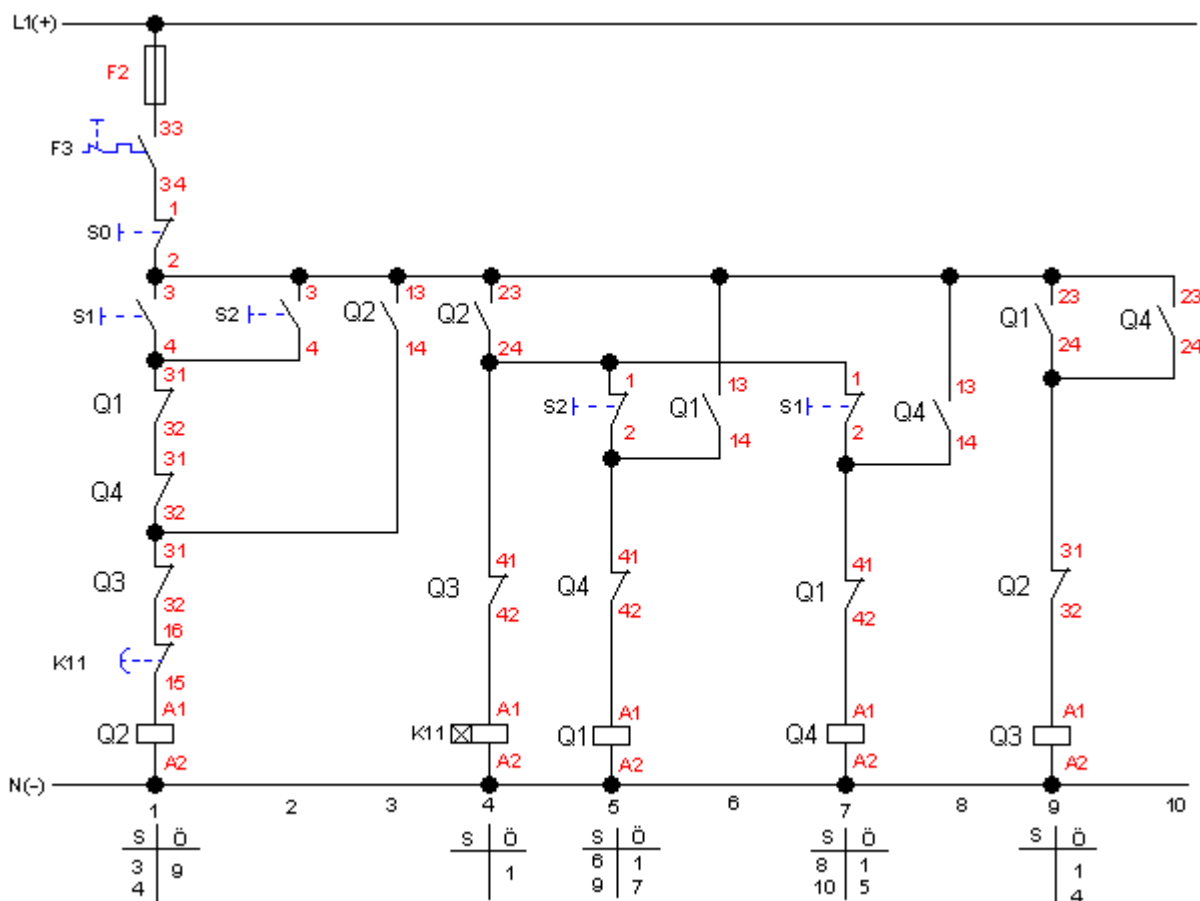 L1(+)
F2
33
F3
34
1
S0
2
3 3 13 23 23 23
S1 S2 Q2 Q2 Q1 Q4
4 4 14 24 24 24
31 1 13 1 13
Q1 S2 Q1 S1 Q4
32 2 14 2 14
31
Q4
32
31 41 41 41 31
Q3 Q3 Q4 Q1 Q2
32 42 42 42 32
16
K11
15
A1 A1 A1 A1 A1
Q2 K11 Q1 Q4 Q3
A2 A2 A2 A2 A2
N(-)
1 2 3 4 5 6 7 8 9 10
S Ö S Ö S Ö S Ö S Ö
3 9 1 6 1 8 1 1
4 9 7 10 5 4